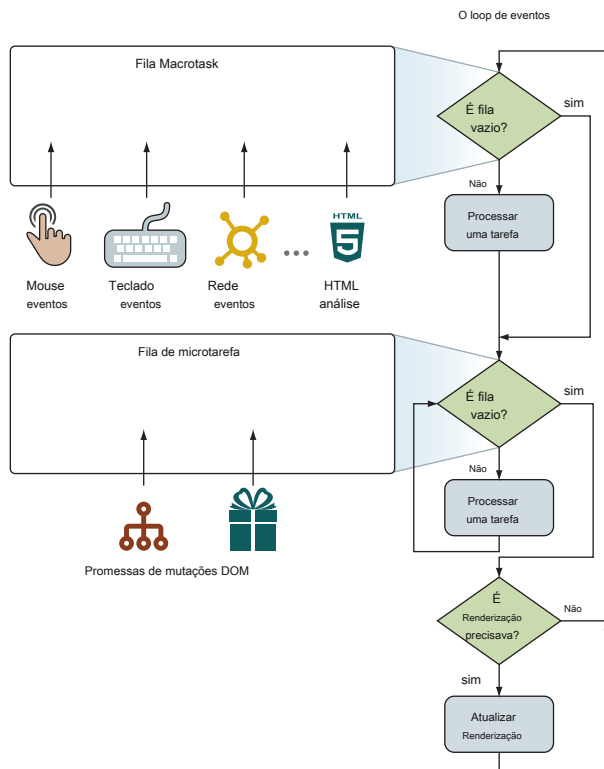 O loop de eventos
Fila Macrotask
É fila
vazio?
sim
Não
Processar
uma tarefa
HTML
5
Mouse
eventos
Teclado
eventos
Rede
eventos
HTML
análise
Fila de microtarefa
É fila
vazio?
sim
Não
Processar
uma tarefa
Promessas de mutações DOM
É
Renderização
precisava?
Não
sim
Atualizar
Renderização